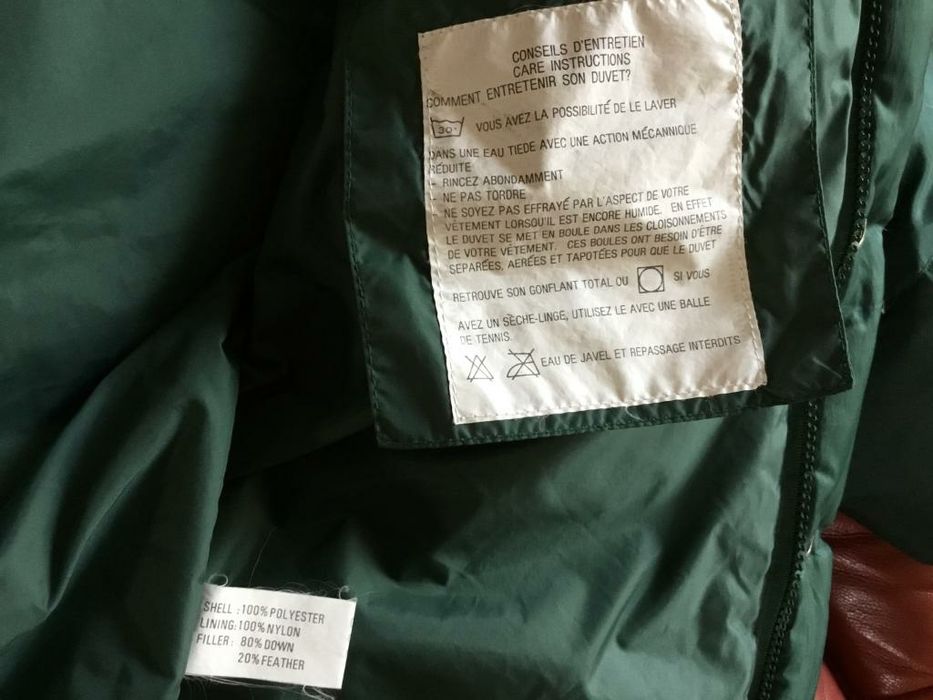 CONSEILS D'ENTRETIEN
CARE INSTRUCTIONS
COMMENT ENTRETENIR SON DUVET?
30° VOUS AVEZ LA POSSIBILITÉ DE LE LAVER
DANS UNE EAU TIEDE AVEC UNE ACTION MÉCANNIQUE
RÉDUITE
- RINCEZ ABONDAMMENT
- NE PAS TORDRE
- NE SOYEZ PAS EFFRAYÉ PAR L'ASPECT DE VOTRE
VÉTEMENT LORSQU'IL EST ENCORE HUMIDE. EN EFFET
LE DUVET SE MET EN BOULE DANS LES CLOISONNEMENTS
DE VOTRE VÉTEMENT. CES BOULES ONT BESOIN D'ÊTRE
SEPARÉES, AERÉES ET TAPOTÉES POUR QUE LE DUVET
RETROUVE SON GONFLANT TOTAL OU SI VOUS
AVEZ UN SÈCHE-LINGE, UTILISEZ LE AVEC UNE BALLE
DE TENNIS.
EAU DE JAVEL ET REPASSAGE INTERDITS
SHELL :100%POLYESTER
LINING:100%NYLON
FILLER: 80%DOWN
20%FEATHER